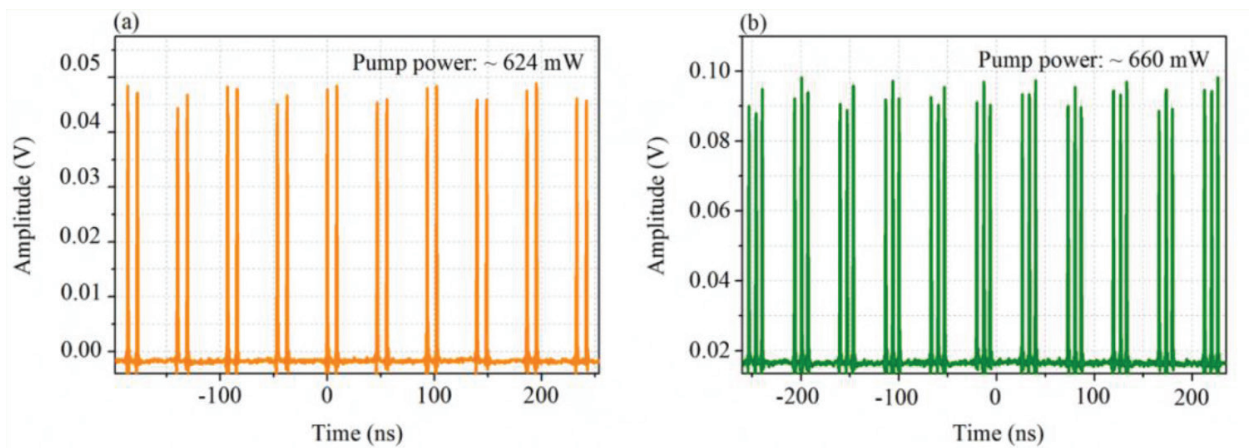 (a)
Pump power: ~ 624 mW
0.05
0.04
0.03
0.02
0.01
0.00
Amplitude (V)
-100
0
100
200
Time (ns)
(b)
Pump power: ~ 660 mW
0.10
0.08
0.06
0.04
0.02
Amplitude (V)
-200
-100
0
100
200
Time (ns)